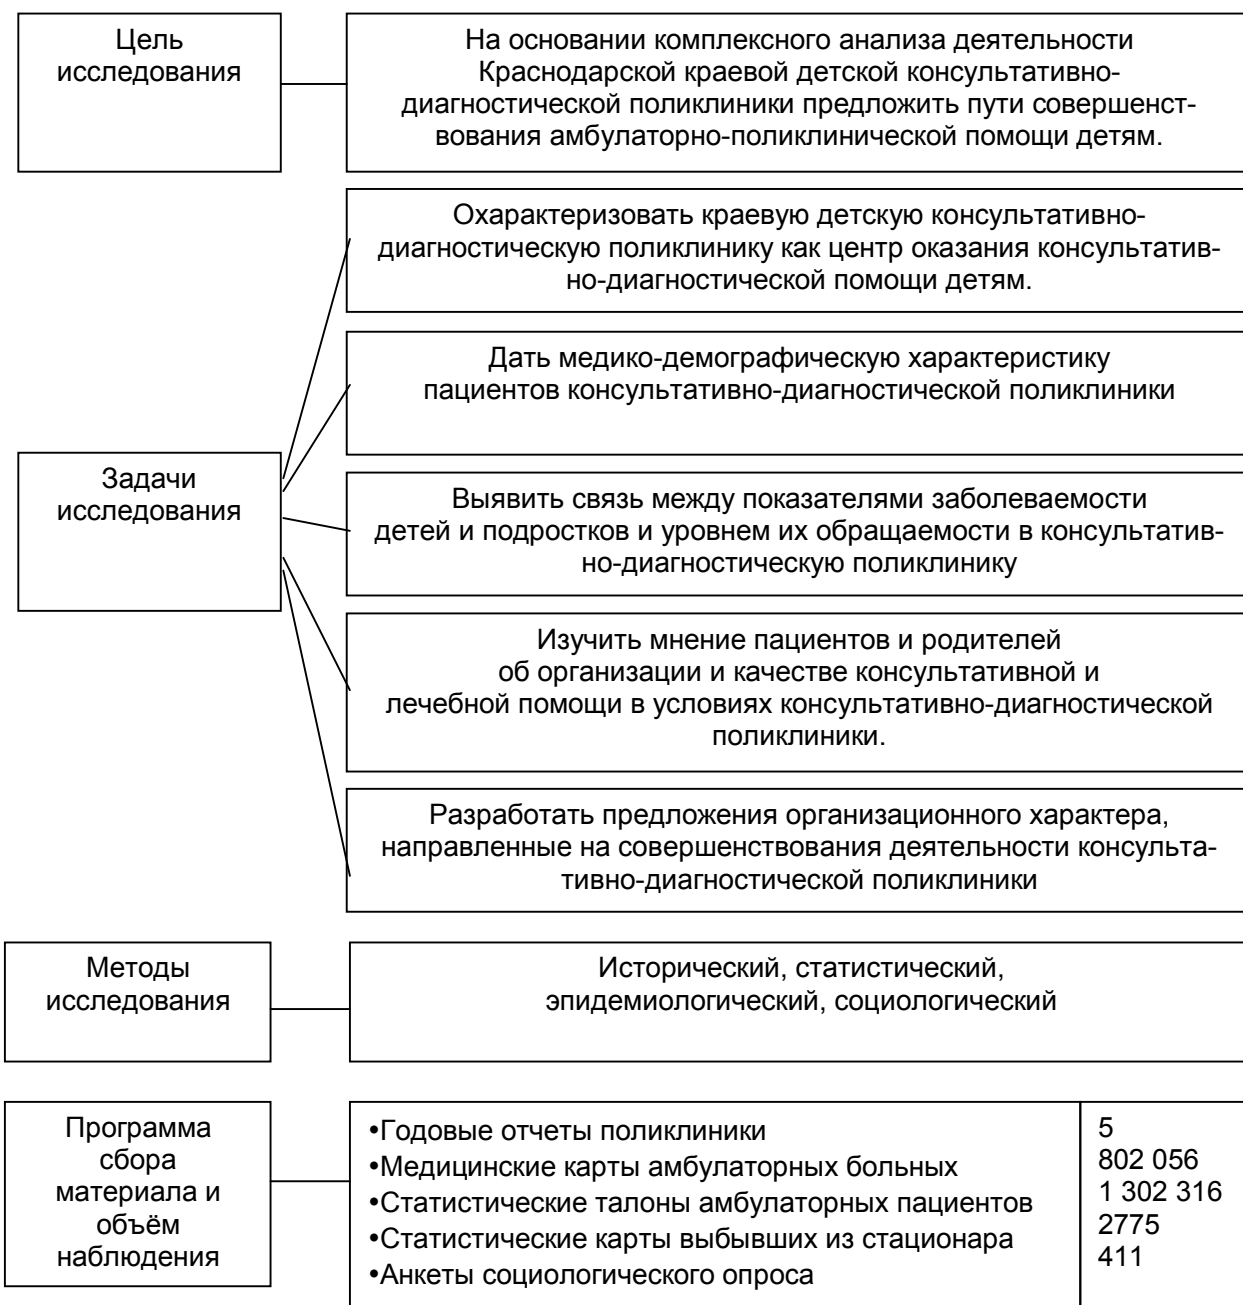 Цель
исследования
На основании комплексного анализа деятельности
Краснодарской краевой детской консультативно-
диагностической поликлиники предложить пути совершенст-
вования амбулаторно-поликлинической помощи детям.
Охарактеризовать краевую детскую консультативно-
диагностическую поликлинику как центр оказания консультатив-
но-диагностической помощи детям.
Дать медико-демографическую характеристику
пациентов консультативно-диагностической поликлиники
Задачи
исследования
Выявить связь между показателями заболеваемости
детей и подростков и уровнем их обращаемости в консультатив-
но-диагностическую поликлинику
Изучить мнение пациентов и родителей
об организации и качестве консультативной и
лечебной помощи в условиях консультативно-диагностической
поликлиники.
Разработать предложения организационного характера,
направленные на совершенствования деятельности консульта-
тивно-диагностической поликлиники
Методы
исследования
Исторический, статистический,
эпидемиологический, социологический
Программа
сбора
материала и
объём
наблюдения
•Годовые отчеты поликлиники
•Медицинские карты амбулаторных больных
•Статистические талоны амбулаторных пациентов
•Статистические карты выбывших из стационара
•Анкеты социологического опроса
5
802 056
1 302 316
2775
411